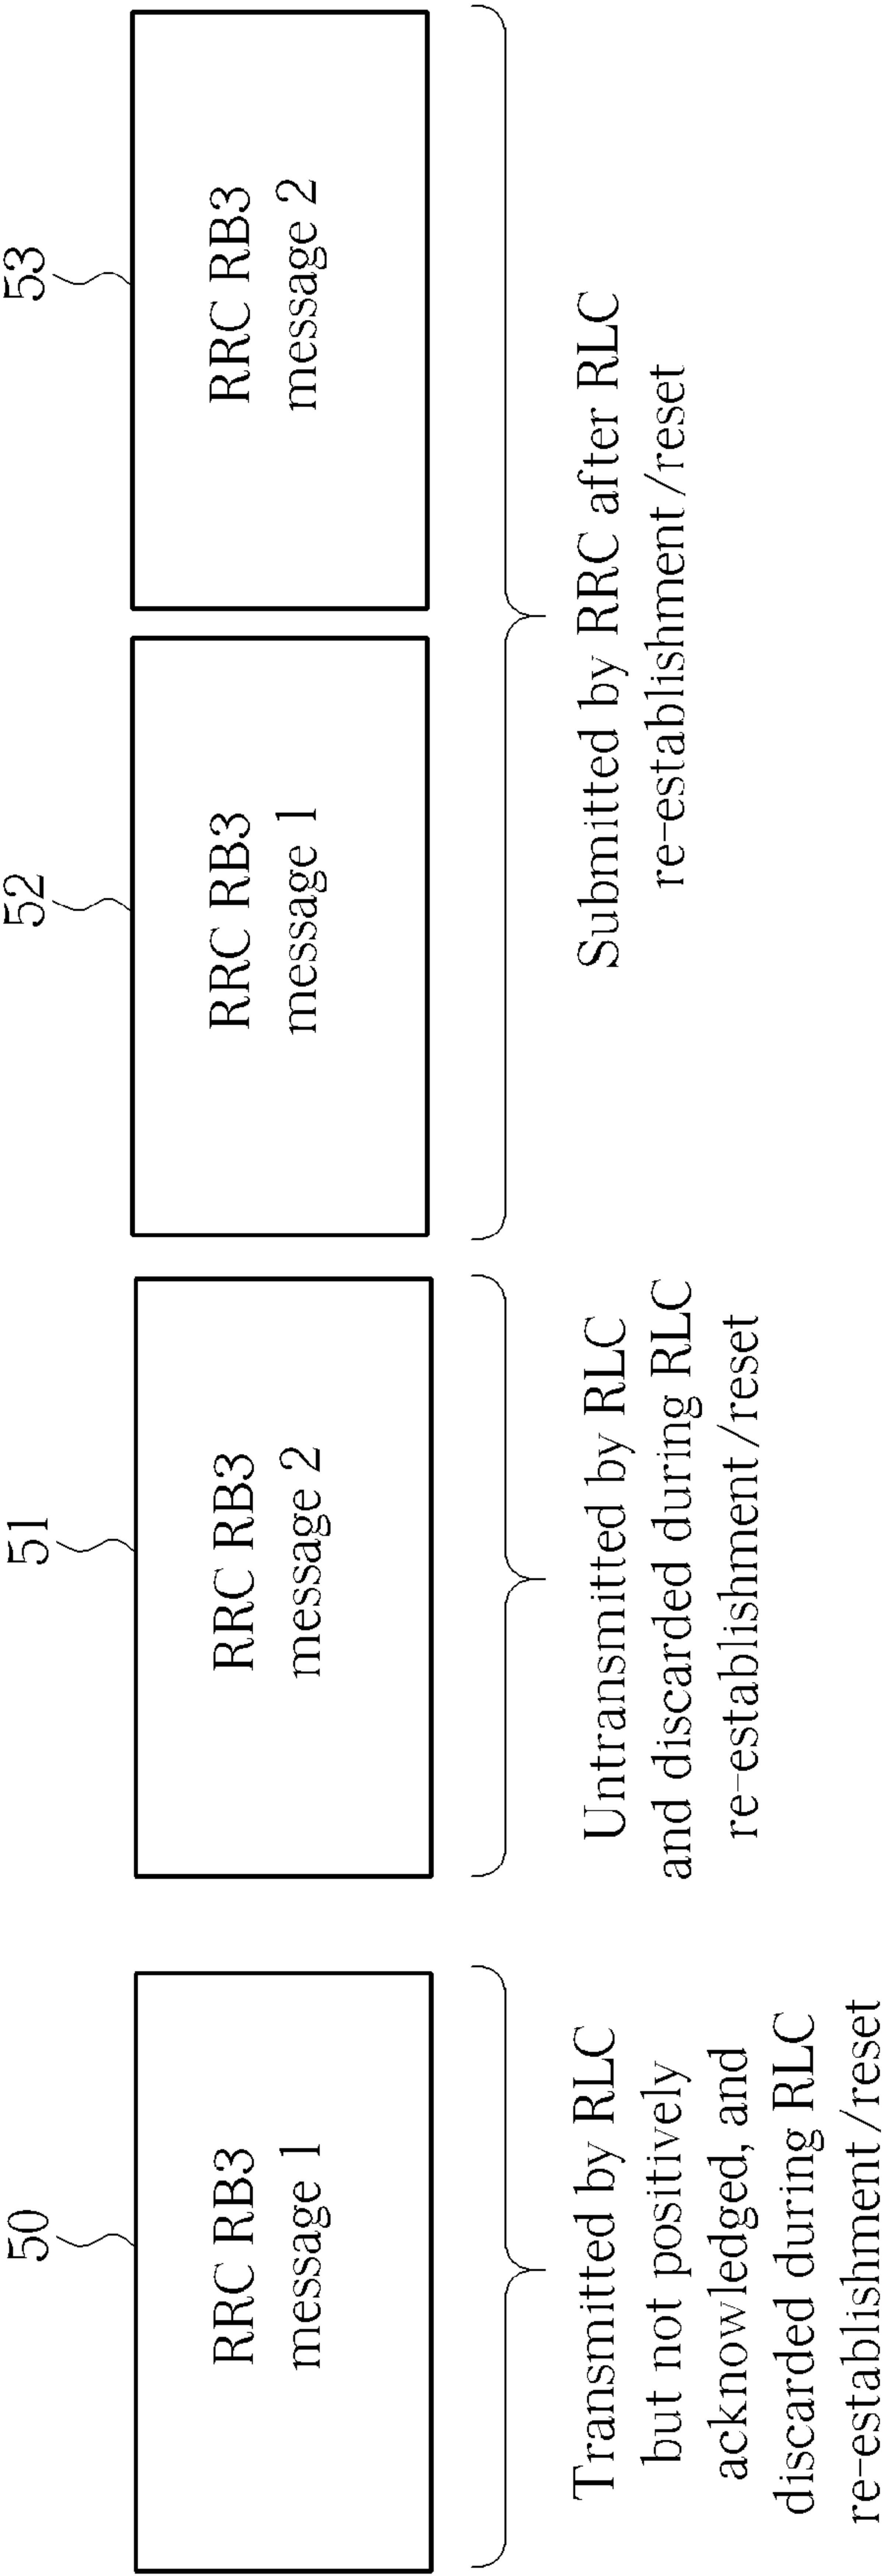 50
RRC RB3
message 1
Transmitted by RLC
but not positively
acknowledged, and
discarded during RLC
re-establishment/reset
51
RRC RB3
message 2
Untransmitted by RLC
and discarded during RLC
re-establishment/reset
52
RRC RB3
message 1
53
RRC RB3
message 2
Submitted by RRC after RLC
re-establishment/reset